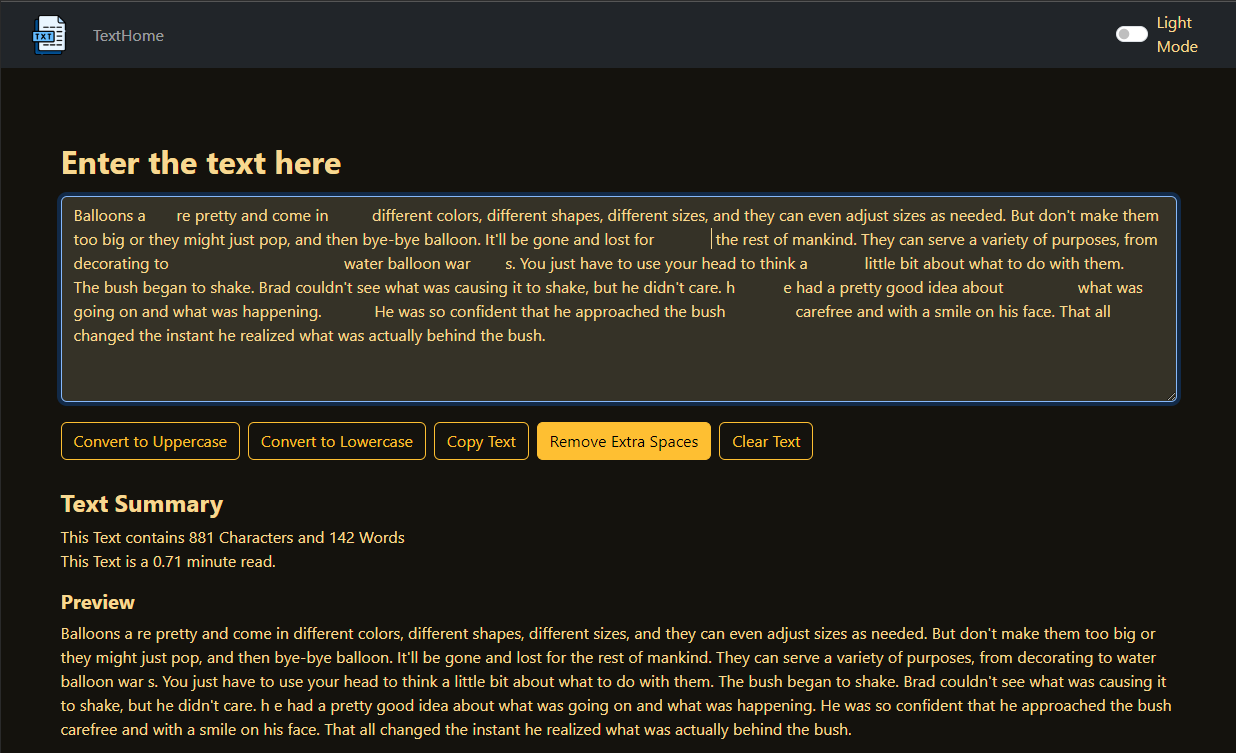 TXT
TextHome
Light
Mode
Enter the text here
Balloons a       re pretty and come in          different colors, different shapes, different sizes, and they can even adjust sizes as needed. But don't make them
too big or they might just pop, and then bye-bye balloon. It'll be gone and lost for              the rest of mankind. They can serve a variety of purposes, from
decorating to                                          water balloon war        s. You just have to use your head to think a             little bit about what to do with them.
The bush began to shake. Brad couldn't see what was causing it to shake, but he didn't care. h           e had a pretty good idea about                  what was
going on and what was happening.            He was so confident that he approached the bush                 carefree and with a smile on his face. That all
changed the instant he realized what was actually behind the bush.
Convert to Uppercase Convert to Lowercase Copy Text Remove Extra Spaces Clear Text
Text Summary
This Text contains 881 Characters and 142 Words
This Text is a 0.71 minute read.
Preview
Balloons a re pretty and come in different colors, different shapes, different sizes, and they can even adjust sizes as needed. But don't make them too big or
they might just pop, and then bye-bye balloon. It'll be gone and lost for the rest of mankind. They can serve a variety of purposes, from decorating to water
balloon war s. You just have to use your head to think a little bit about what to do with them. The bush began to shake. Brad couldn't see what was causing it
to shake, but he didn't care. h e had a pretty good idea about what was going on and what was happening. He was so confident that he approached the bush
carefree and with a smile on his face. That all changed the instant he realized what was actually behind the bush.